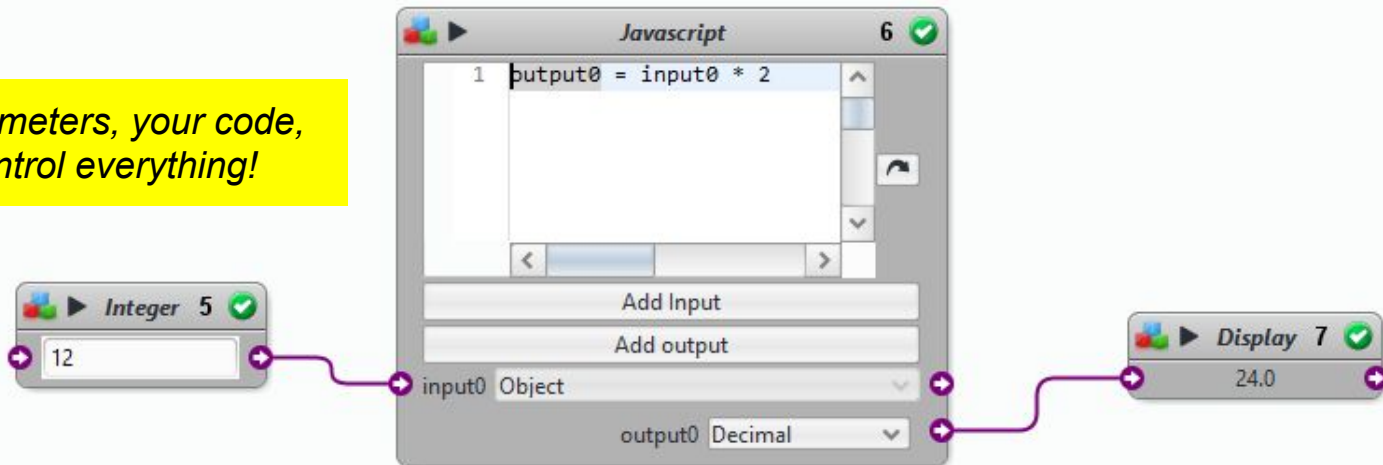 Javascript 6
1 output0 = input0 * 2
meters, your code,
ntrol everything!
Add Input
Add output
input0 Object
output0 Decimal
Integer 5
12
Display 7
24.0